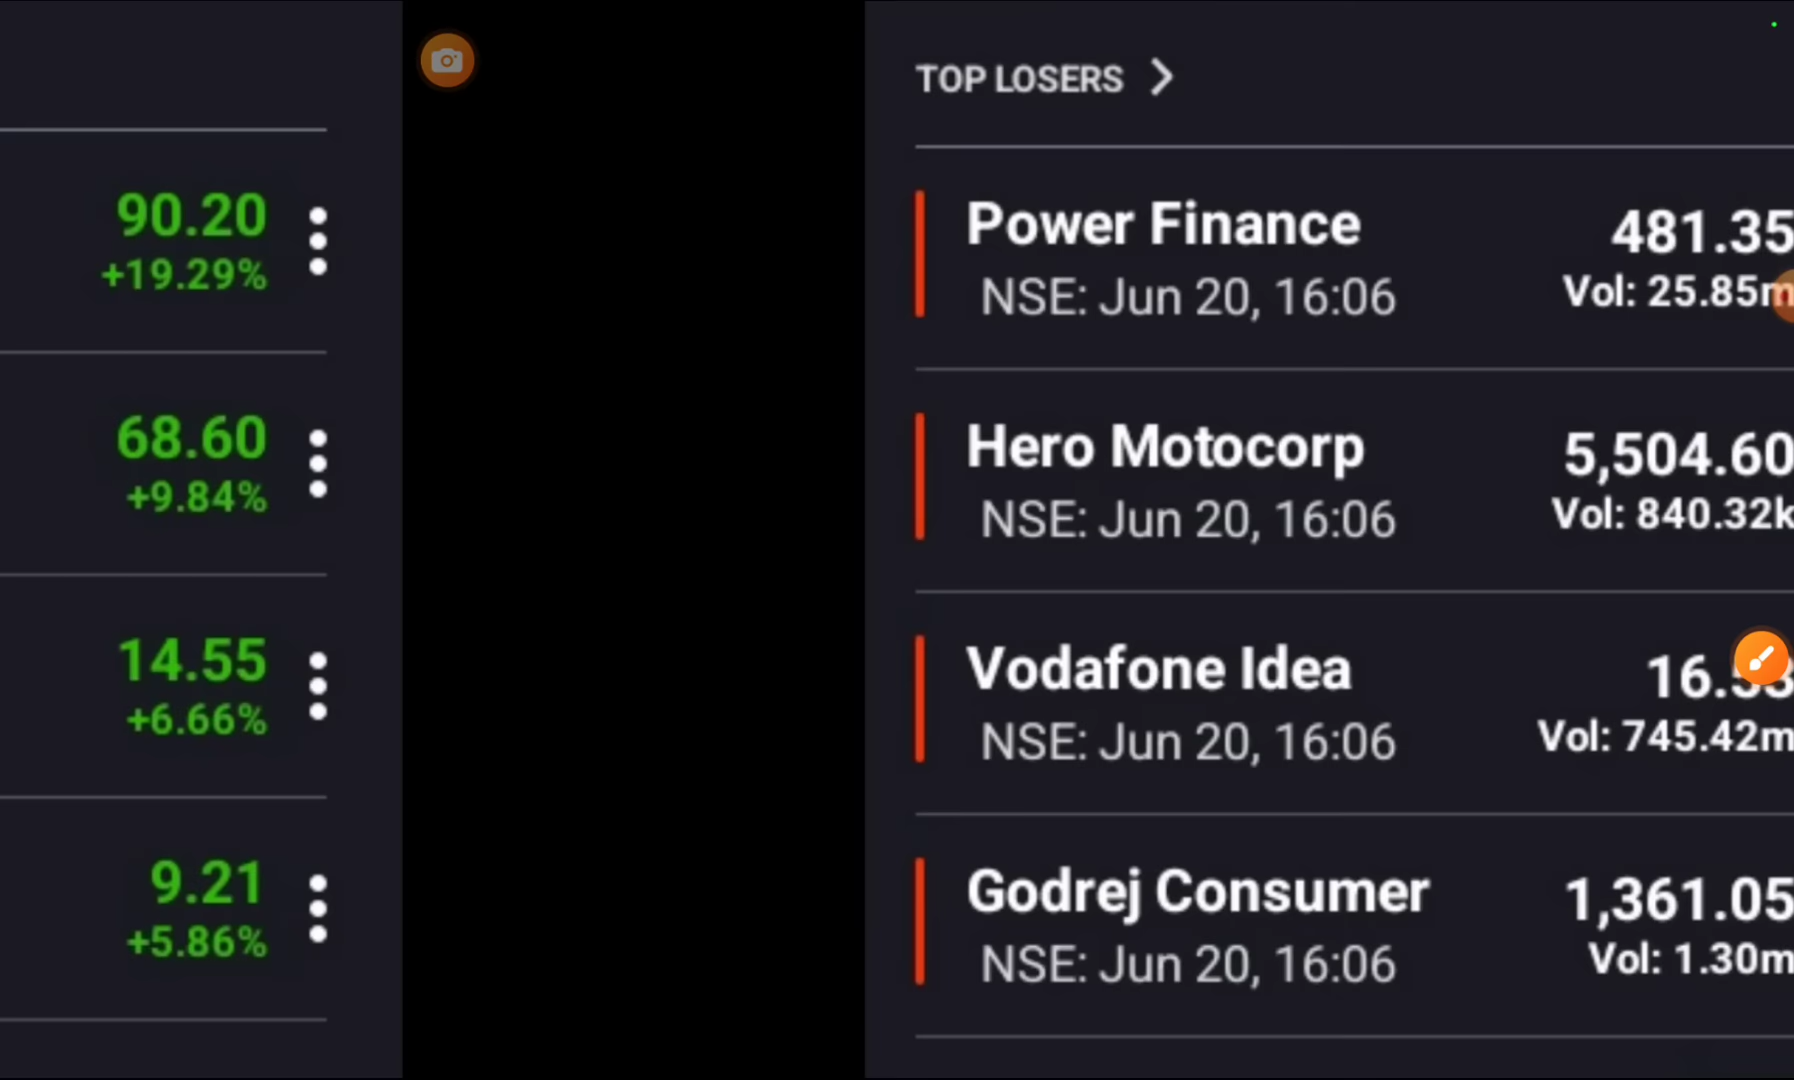 90.20
+19.29%
68.60
+9.84%
14.55
+6.66%
9.21
+5.86%
TOP LOSERS
Power Finance 481.35
NSE: Jun 20, 16:06 Vol: 25.85m
Hero Motocorp 5,504.60
NSE: Jun 20, 16:06 Vol: 840.32k
Vodafone Idea
NSE: Jun 20, 16:06 Vol: 745.42m
Godrej Consumer 1,361.05
NSE: Jun 20, 16:06 Vol: 1.30m